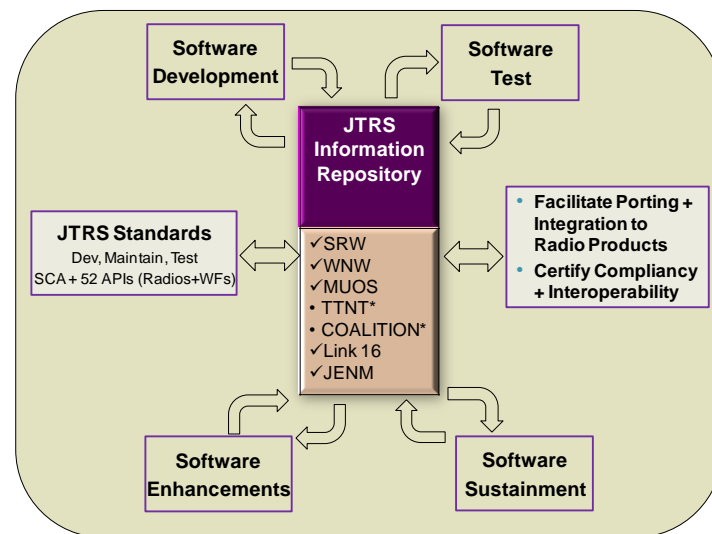 Software
Development
Software
Test
JTRS
Information
Repository
JTRS Standards
Dev, Maintain, Test
SCA + 52 APIs (Radios+WFs)
✓SRW
✓WNW
✓MUOS
• TTNT*
• COALITION*
✓Link 16
✓JENM
• Facilitate Porting +
Integration to
Radio Products
• Certify Compliancy
+ Interoperability
Software
Enhancements
Software
Sustainment